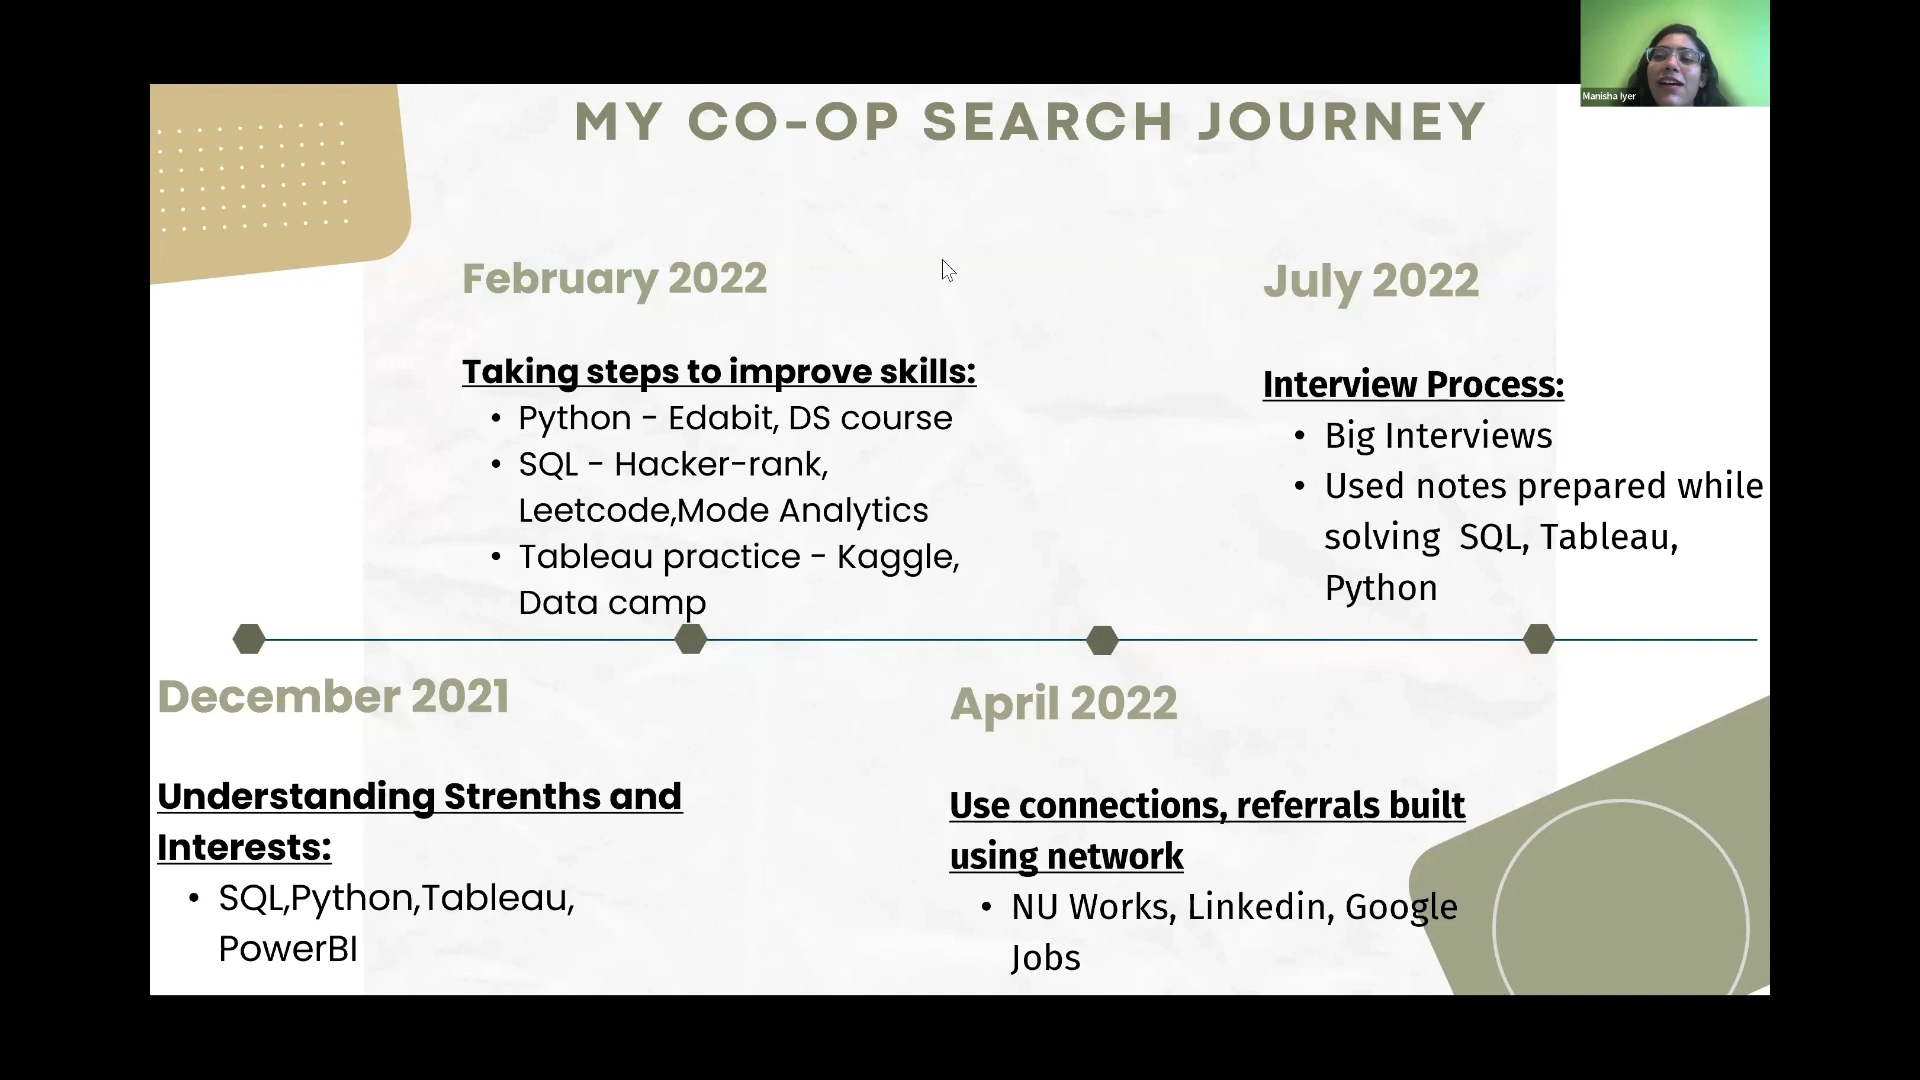 Manisha Iyer
MY CO-OP SEARCH JOURNEY
February 2022
Taking steps to improve skills:
• Python - Edabit, DS course
• SQL - Hacker-rank,
Leetcode,Mode Analytics
• Tableau practice - Kaggle,
Data camp
July 2022
Interview Process:
• Big Interviews
• Used notes prepared while
solving SQL, Tableau,
Python
December 2021
Understanding Strenths and
Interests:
• SQL,Python,Tableau,
PowerBI
April 2022
Use connections, referrals built
using network
• NU Works, Linkedin, Google
Jobs